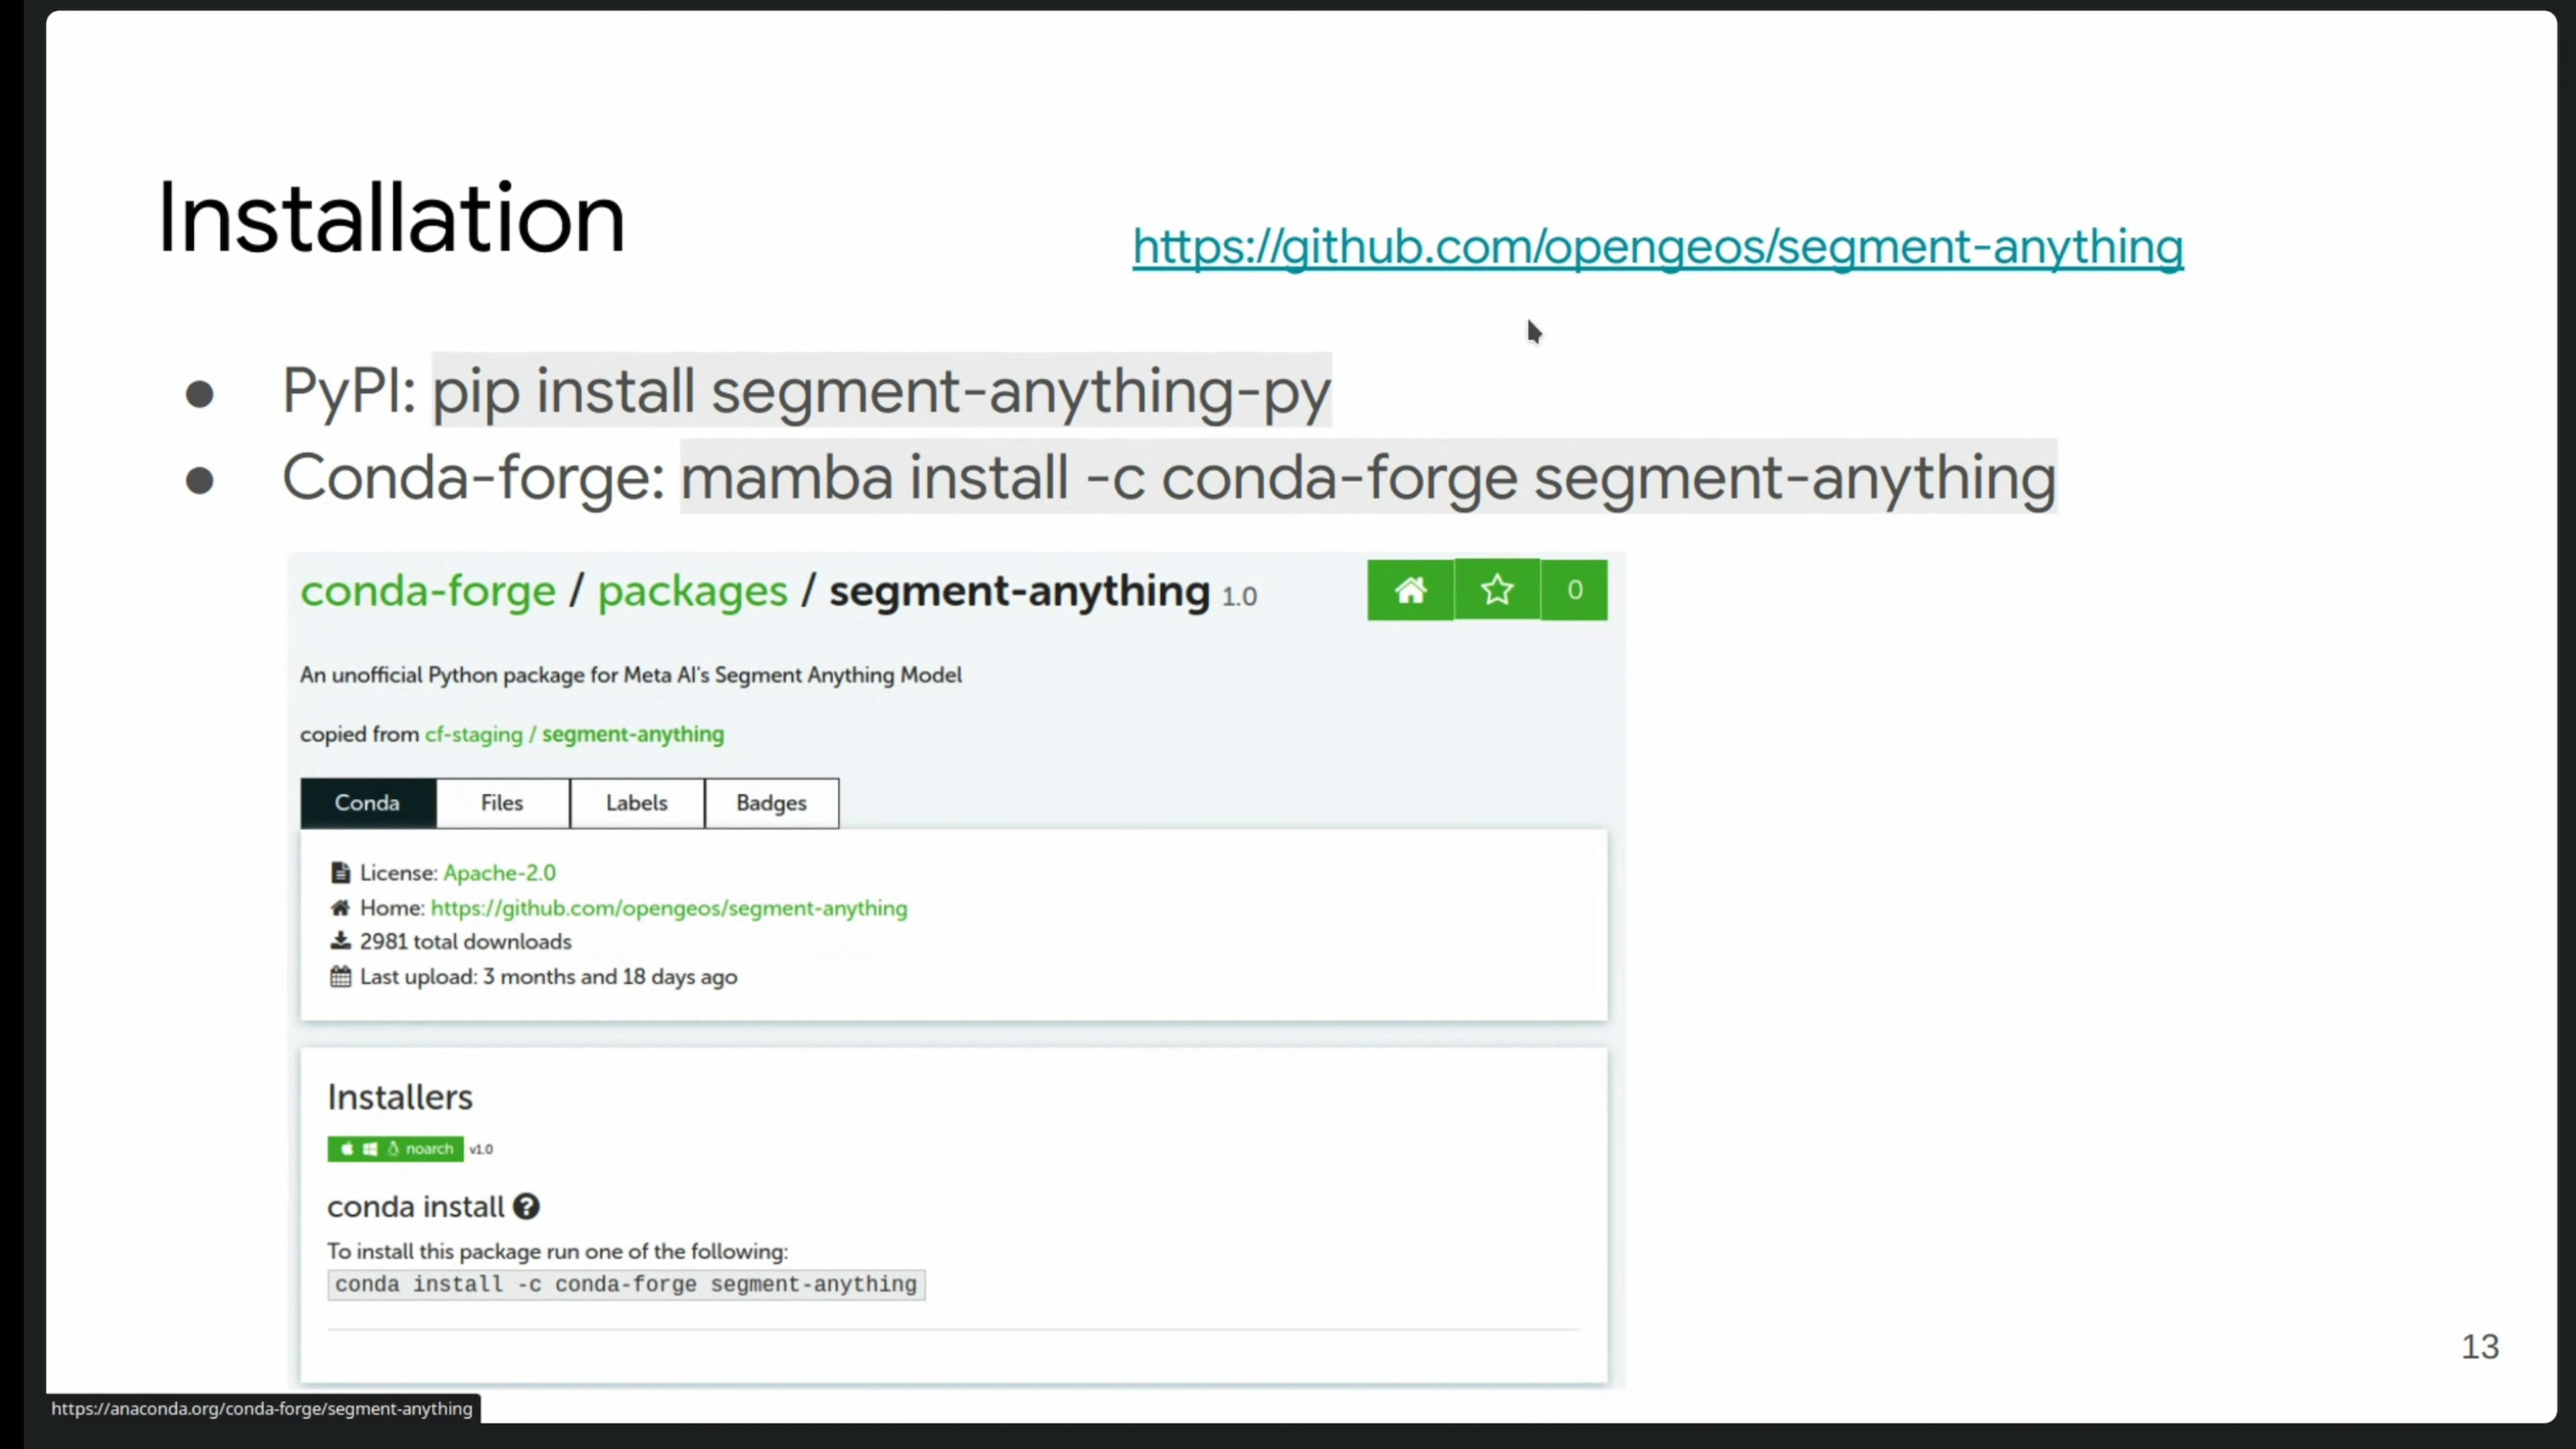 Installation
https://github.com/opengeos/segment-anything
● PyPI: pip install segment-anything-py
● Conda-forge: mamba install -c conda-forge segment-anything
conda-forge / packages / segment-anything 1.0
0
An unofficial Python package for Meta AI's Segment Anything Model
copied from cf-staging / segment-anything
Conda Files Labels Badges
License: Apache-2.0
Home: https://github.com/opengeos/segment-anything
2981 total downloads
Last upload: 3 months and 18 days ago
Installers
noarch v1.0
conda install ?
To install this package run one of the following:
conda install -c conda-forge segment-anything
13
https://anaconda.org/conda-forge/segment-anything